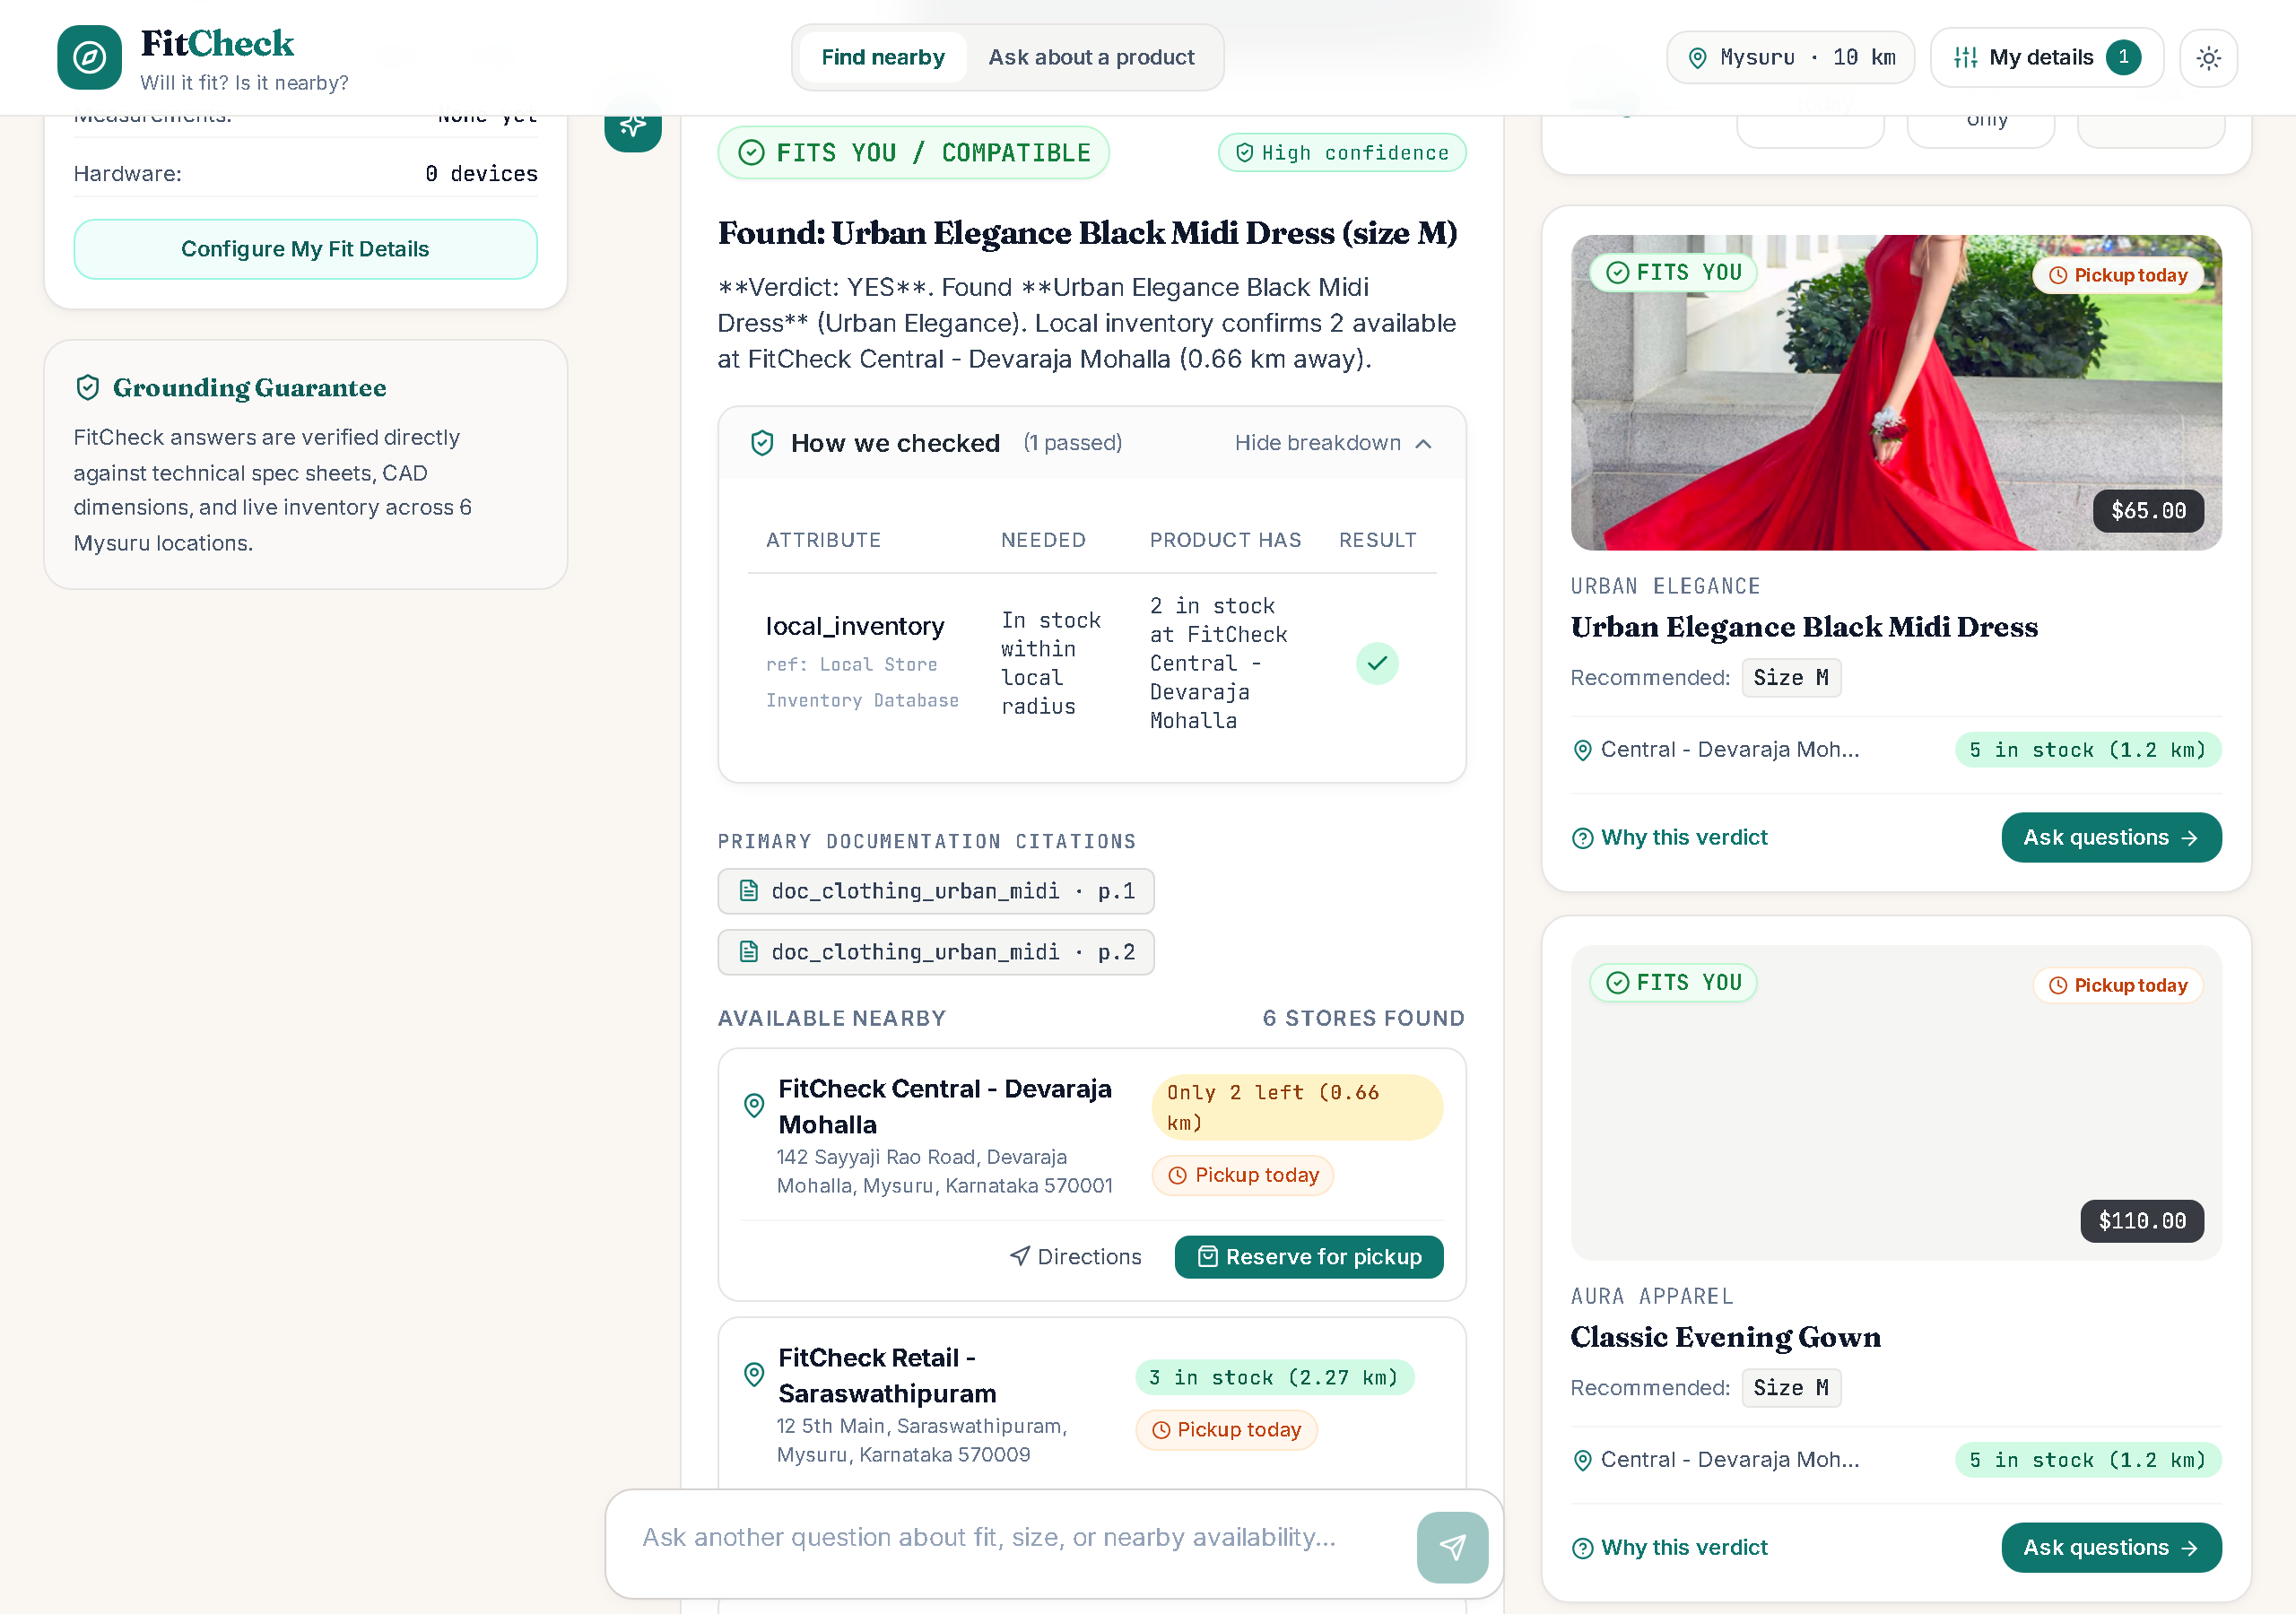 FitCheck
Will it fit? Is it nearby?
Find nearby
Ask about a product
Mysuru · 10 km
My details 1
Measurements:
None yet
Hardware:
0 devices
Configure My Fit Details
Grounding Guarantee
FitCheck answers are verified directly
against technical spec sheets, CAD
dimensions, and live inventory across 6
Mysuru locations.
FITS YOU / COMPATIBLE
High confidence
Found: Urban Elegance Black Midi Dress (size M)
**Verdict: YES**. Found **Urban Elegance Black Midi
Dress** (Urban Elegance). Local inventory confirms 2 available
at FitCheck Central - Devaraja Mohalla (0.66 km away).
How we checked (1 passed)
Hide breakdown
ATTRIBUTE
NEEDED
PRODUCT HAS
RESULT
local_inventory
ref: Local Store
Inventory Database
In stock
within
local
radius
2 in stock
at FitCheck
Central -
Devaraja
Mohalla
PRIMARY DOCUMENTATION CITATIONS
doc_clothing_urban_midi · p.1
doc_clothing_urban_midi · p.2
AVAILABLE NEARBY
6 STORES FOUND
FitCheck Central - Devaraja
Mohalla
142 Sayyaji Rao Road, Devaraja
Mohalla, Mysuru, Karnataka 570001
Only 2 left (0.66
km)
Pickup today
Directions
Reserve for pickup
FitCheck Retail -
Saraswathipuram
12 5th Main, Saraswathipuram,
Mysuru, Karnataka 570009
3 in stock (2.27 km)
Pickup today
Ask another question about fit, size, or nearby availability...
only
FITS YOU
Pickup today
$65.00
URBAN ELEGANCE
Urban Elegance Black Midi Dress
Recommended: Size M
Central - Devaraja Moh...
5 in stock (1.2 km)
Why this verdict
Ask questions
FITS YOU
Pickup today
$110.00
AURA APPAREL
Classic Evening Gown
Recommended: Size M
Central - Devaraja Moh...
5 in stock (1.2 km)
Why this verdict
Ask questions